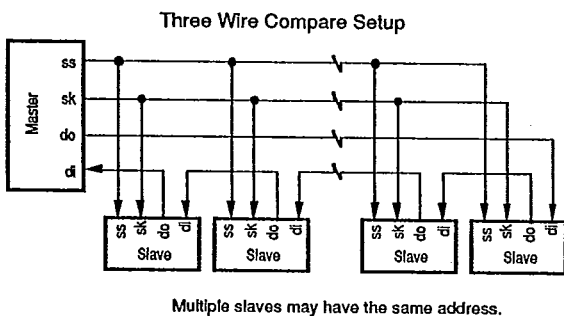 Three Wire Compare Setup
Master
ss
sk
do
di
ss sk do di
Slave
ss sk do di
Slave
ss sk do di
Slave
ss sk do di
Slave
Multiple slaves may have the same address.